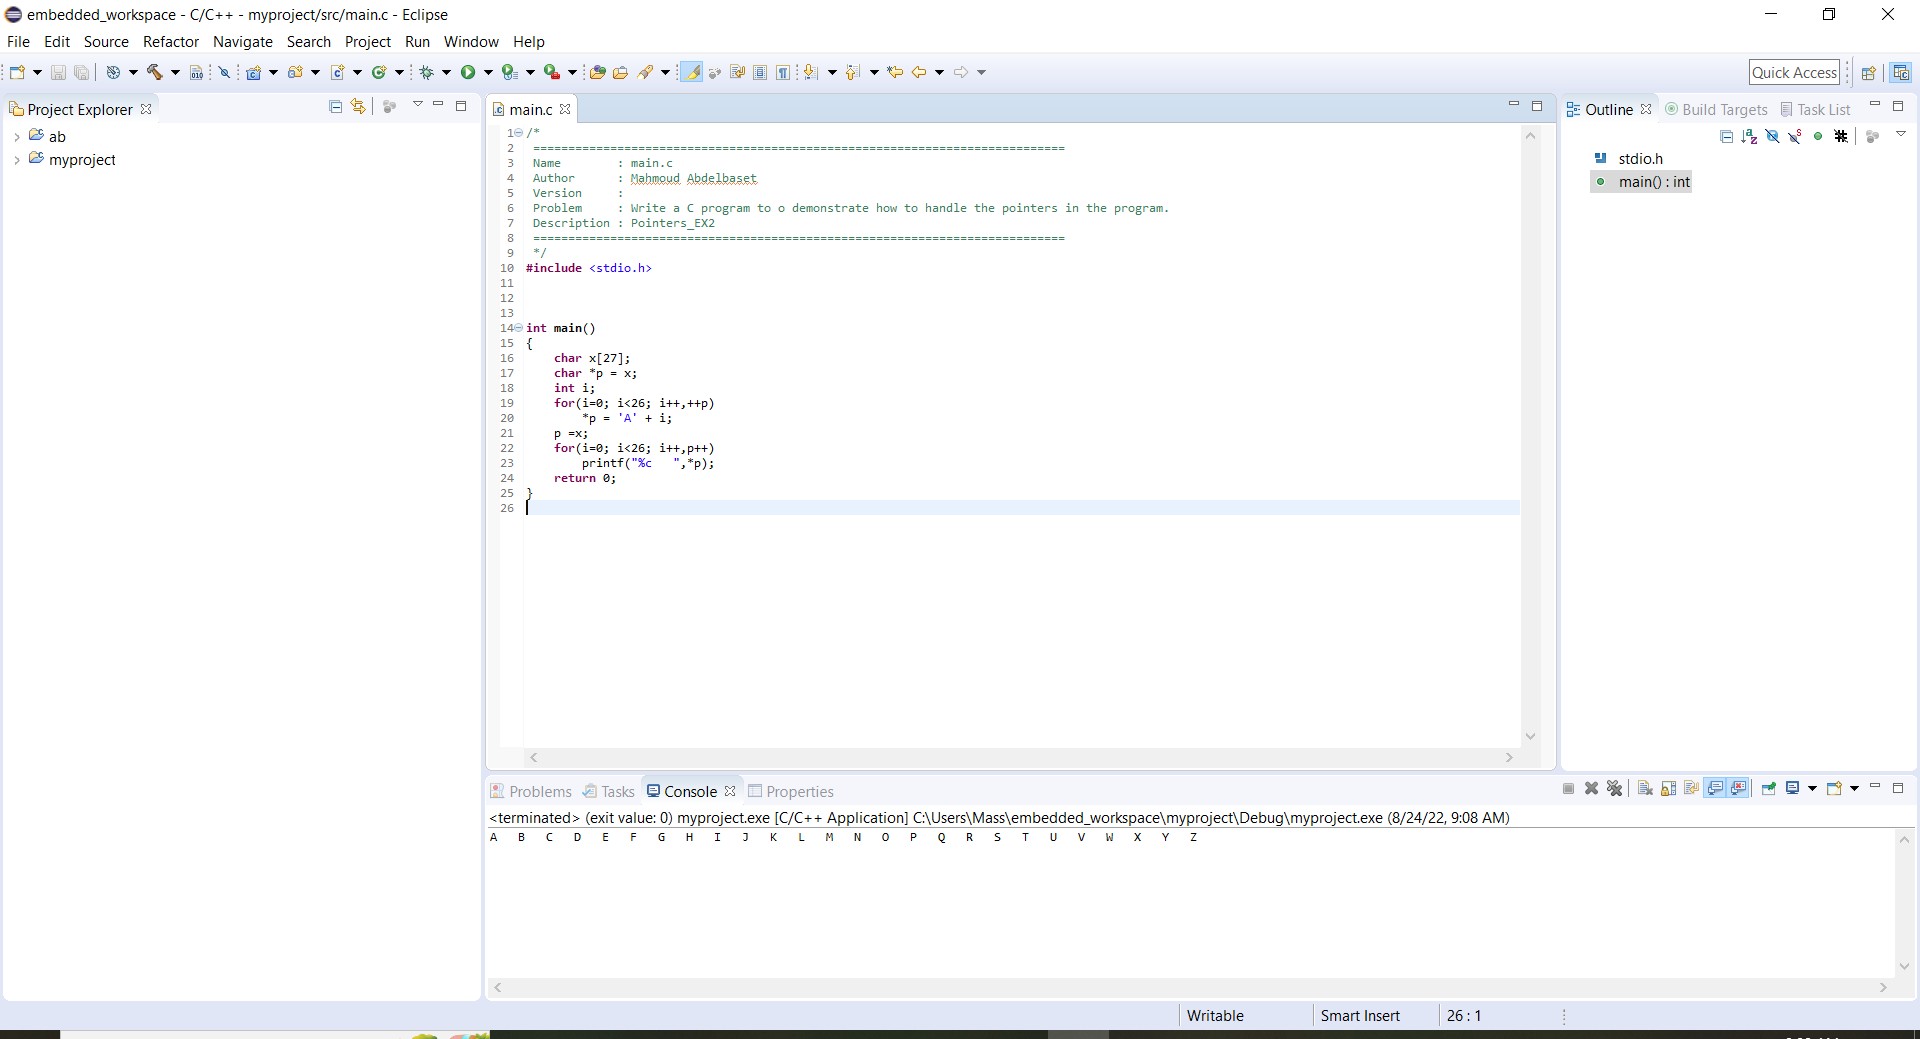 embedded_workspace - C/C++ - myproject/src/main.c - Eclipse
File Edit Source Refactor Navigate Search Project Run Window Help
Quick Access
Project Explorer
ab
myproject
main.c
1 /*
2 ============================================================================
3 Name : main.c
4 Author : Mahmoud Abdelbaset
5 Version :
6 Problem : Write a C program to o demonstrate how to handle the pointers in the program.
7 Description : Pointers_EX2
8 ============================================================================
9 */
10 #include <stdio.h>
11
12
13
14 int main()
15 {
16 char x[27];
17 char *p = x;
18 int i;
19 for(i=0; i<26; i++,++p)
20 *p = 'A' + i;
21 p =x;
22 for(i=0; i<26; i++,p++)
23 printf("%c   ",*p);
24 return 0;
25 }
26
Outline Build Targets Task List
stdio.h
main() : int
Problems Tasks Console Properties
<terminated> (exit value: 0) myproject.exe [C/C++ Application] C:\Users\Mass\embedded_workspace\myproject\Debug\myproject.exe (8/24/22, 9:08 AM)
A B C D E F G H I J K L M N O P Q R S T U V W X Y Z
Writable Smart Insert 26 : 1